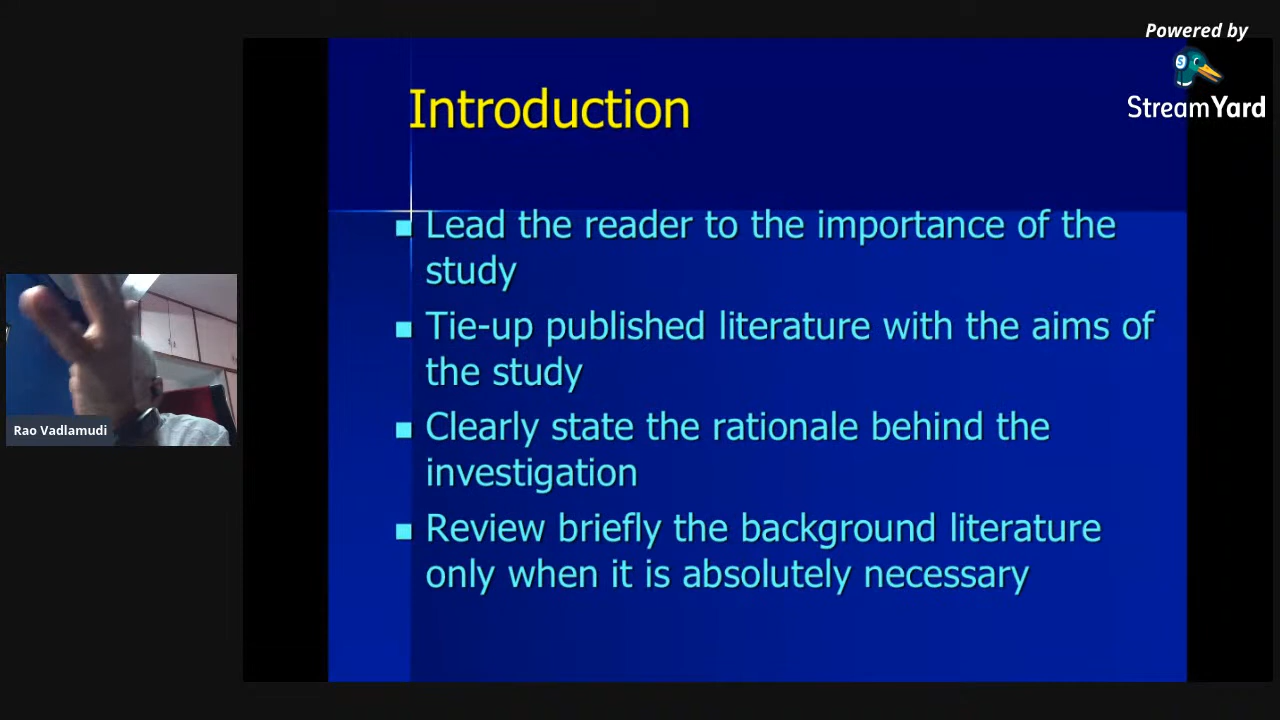 Powered by
StreamYard
Introduction
Lead the reader to the importance of the
study
Tie-up published literature with the aims of
the study
Clearly state the rationale behind the
investigation
Review briefly the background literature
only when it is absolutely necessary
Rao Vadlamudi